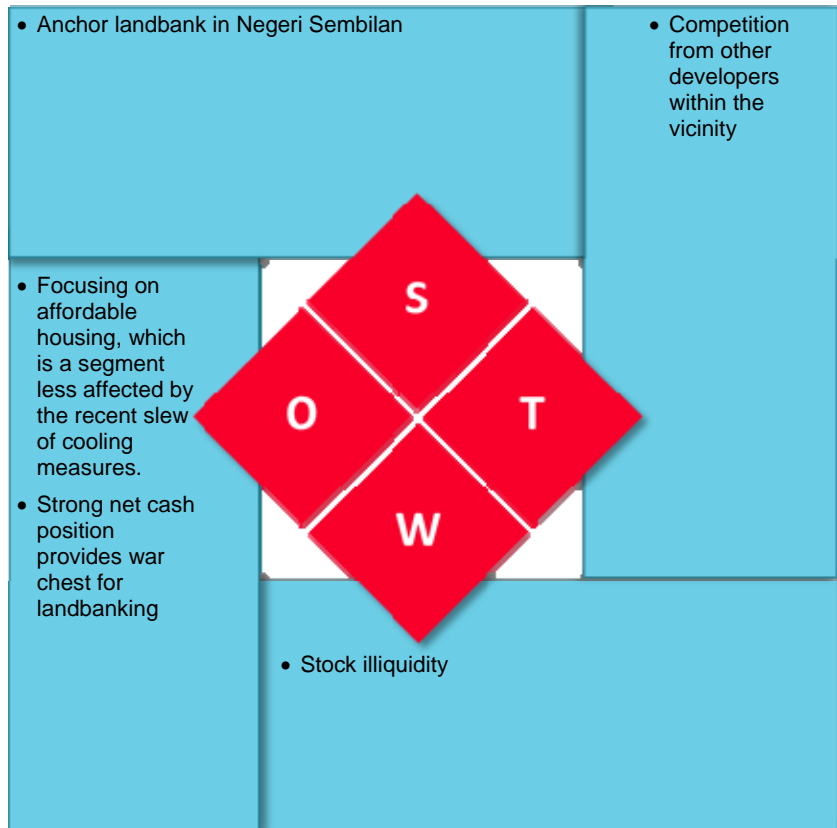 • Anchor landbank in Negeri Sembilan
• Competition
from other
developers
within the
vicinity
• Focusing on
affordable
housing, which
is a segment
less affected by
the recent slew
of cooling
measures.
• Strong net cash
position
provides war
chest for
landbanking
S
O
T
W
• Stock illiquidity